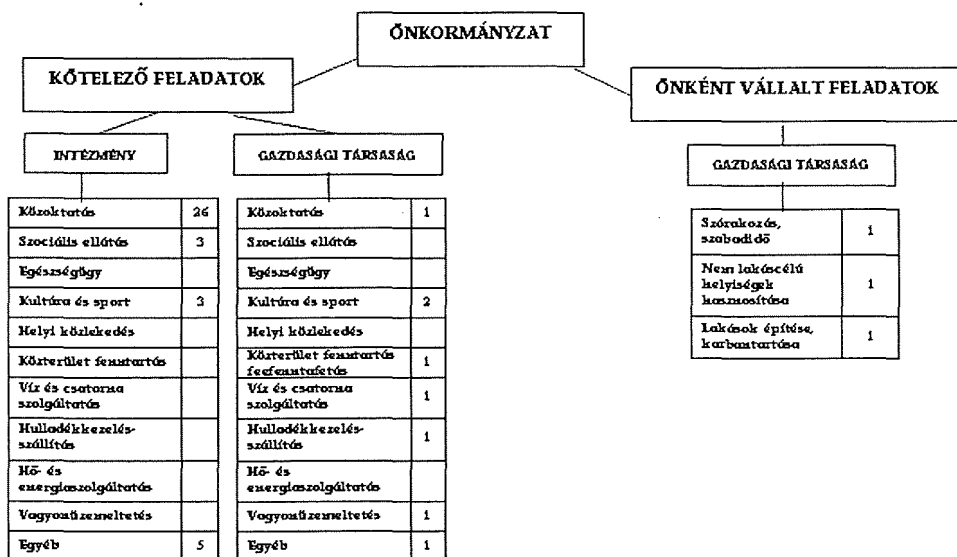 ÖNKORMÁNYZAT
KÖTELEZŐ FELADATOK
ÖNKÉNT VÁLLALT FELADATOK
INTÉZMÉNY
GAZDASÁGI TÁRSASÁG
GAZDASÁGI TÁRSASÁG
Közoktatás 26
Szociális ellátás 3
Egészségügy
Kultúra és sport 3
Helyi közlekedés
Közterület fenntartás
Víz és csatorna
szolgáltatás
Hulladékkezelés-
szállítás
Hő- és
energiaszolgáltatás
Vagyonüzemeltetés
Egyéb 5
Közoktatás 1
Szociális ellátás
Egészségügy
Kultúra és sport 2
Helyi közlekedés
Közterület fenntartás 1
Víz és csatorna
szolgáltatás 1
Hulladékkezelés-
szállítás 1
Hő- és
energiaszolgáltatás
Vagyonüzemeltetés 1
Egyéb 1
Szórakozás,
szabadidő 1
Nem lakáscélú
helyiségek
hasznosítása 1
Lakások építése,
karbantartása 1